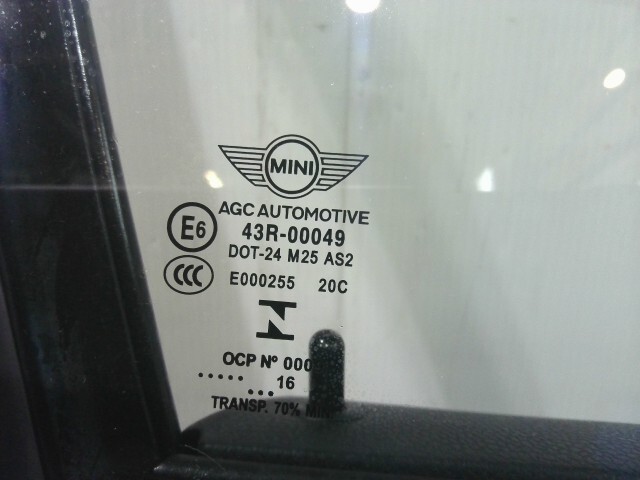 MINI
AGC AUTOMOTIVE
E6
43R-00049
DOT-24 M25 AS2
CCC
E000255 20C
OCP Nº 000
..... 16
...
TRANSP. 70%